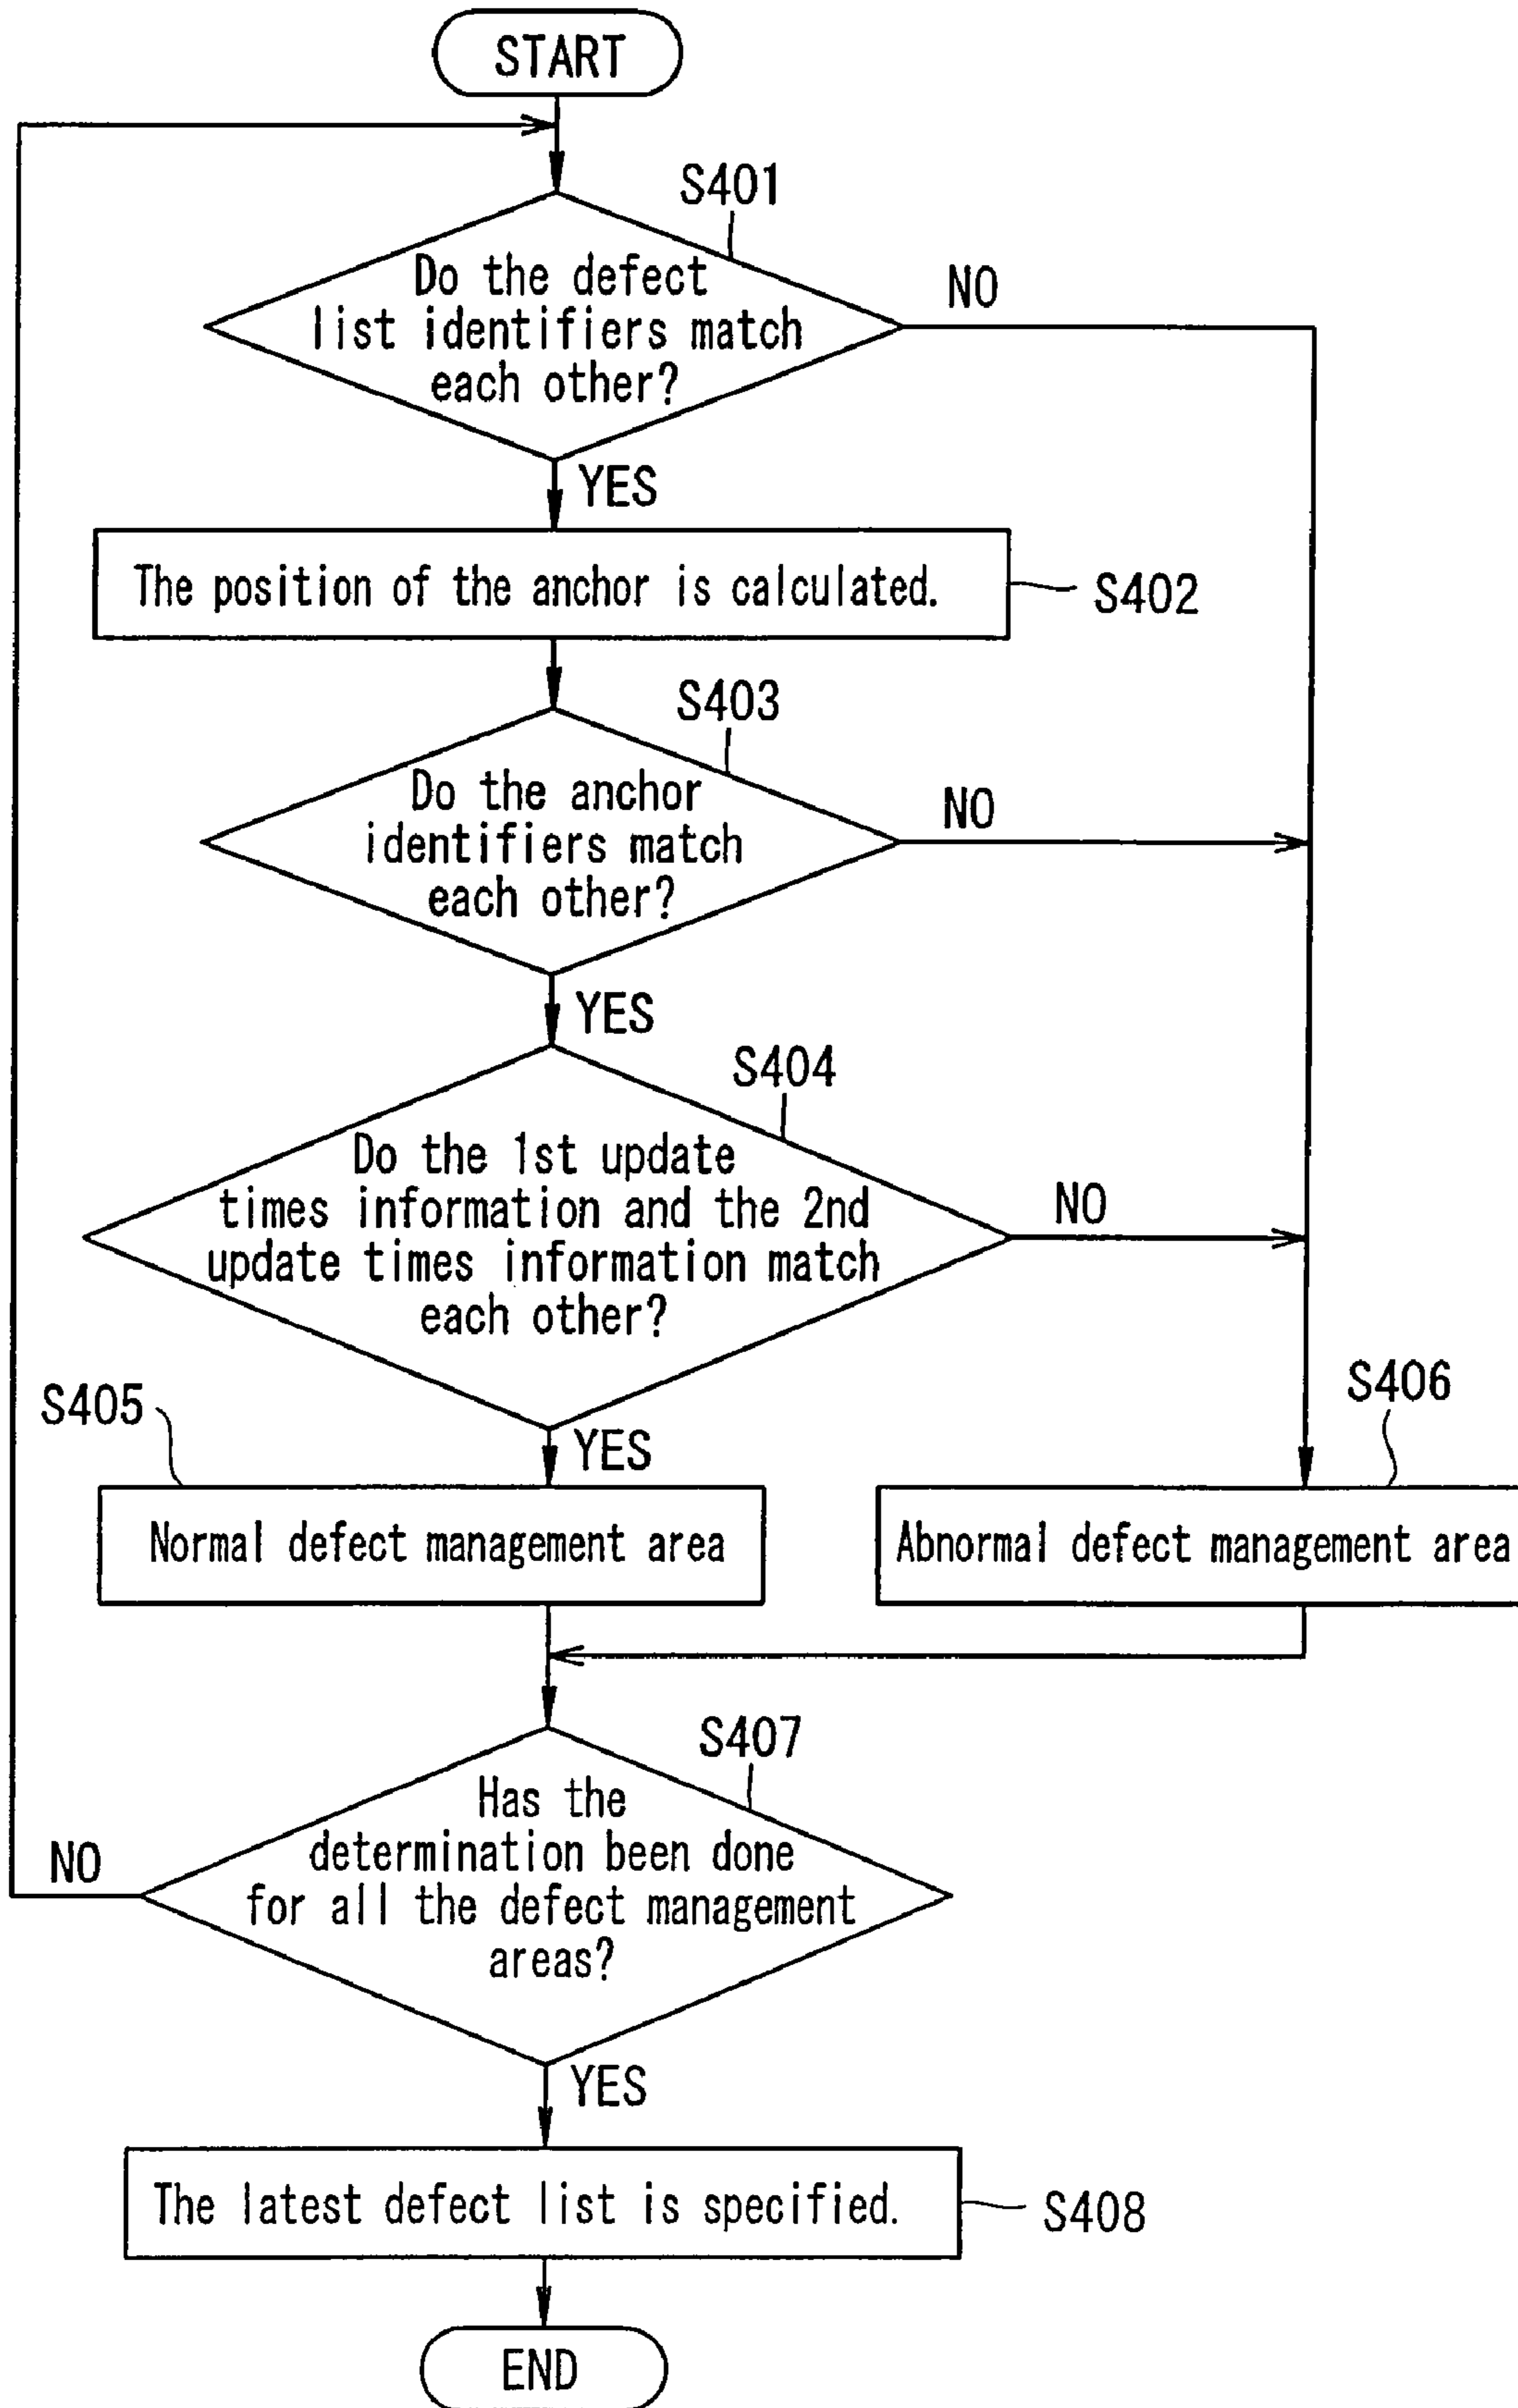 START
S401
Do the defect
list identifiers match
each other?
NO
YES
The position of the anchor is calculated.
S402
S403
Do the anchor
identifiers match
each other?
NO
YES
S404
Do the 1st update
times information and the 2nd
update times information match
each other?
NO
S405
YES
S406
Normal defect management area
Abnormal defect management area
S407
Has the
determination been done
for all the defect management
areas?
NO
YES
The latest defect list is specified.
S408
END